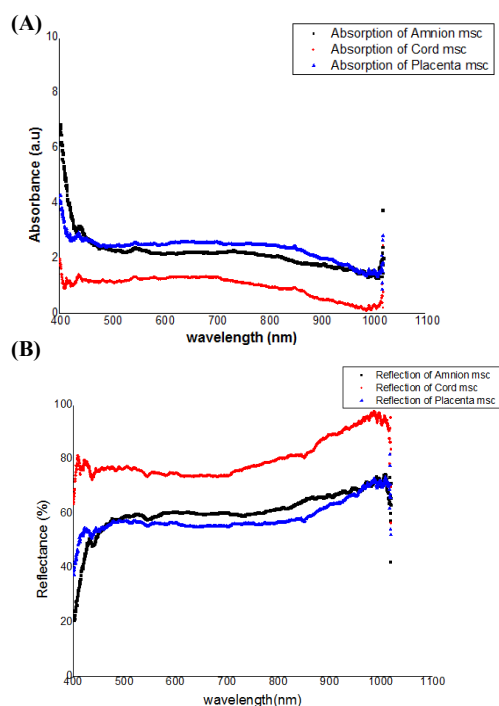 (A)
Absorption of Amnion msc
Absorption of Cord msc
Absorption of Placenta msc
10
8
6
4
2
0
Absorbance (a.u)
400 500 600 700 800 900 1000 1100
wavelength (nm)
(B)
Reflection of Amnion msc
Reflection of Cord msc
Reflection of Placenta msc
100
80
60
40
20
0
Reflectance (%)
400 500 600 700 800 900 1000 1100
wavelength(nm)